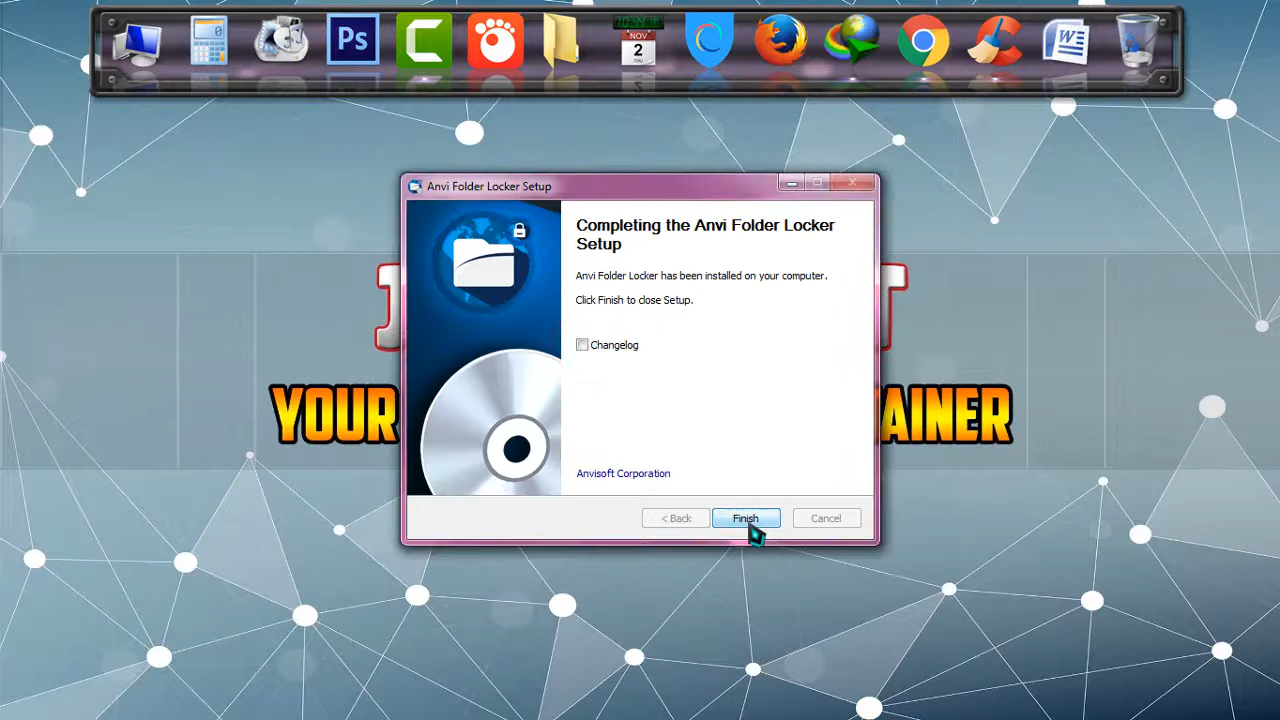 Ps
NOV
2
THU
W
Anvi Folder Locker Setup
Completing the Anvi Folder Locker
Setup
Anvi Folder Locker has been installed on your computer.
Click Finish to close Setup.
Changelog
YOUR
AINER
Anvisoft Corporation
< Back
Finish
Cancel